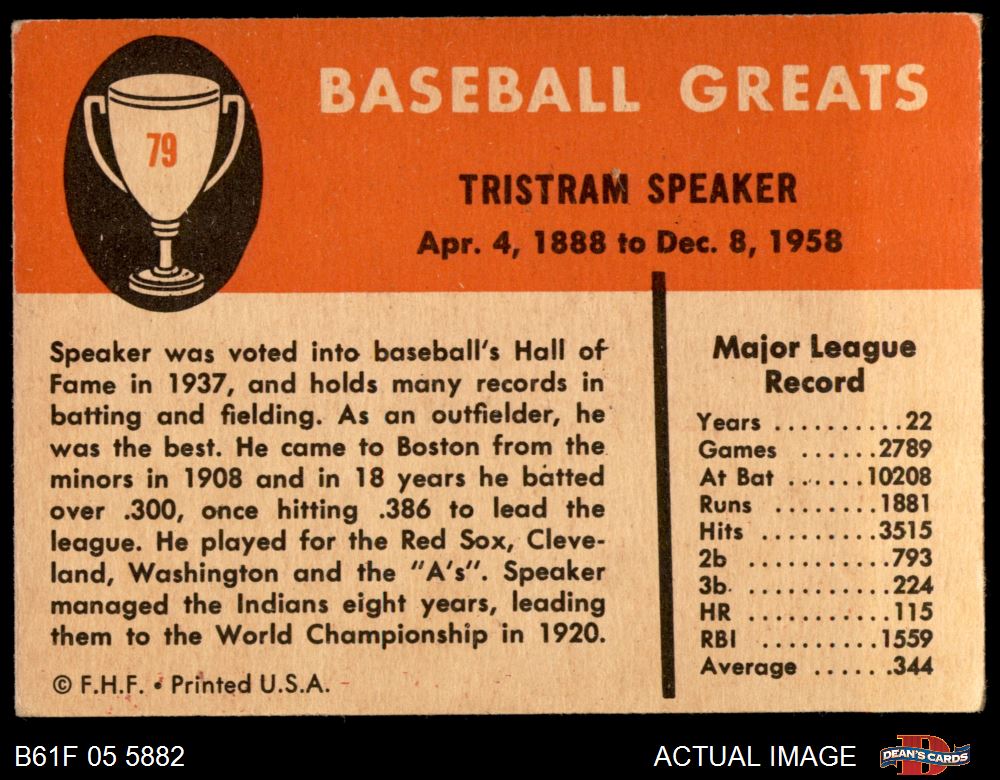 BASEBALL GREATS
79
TRISTRAM SPEAKER
Apr. 4, 1888 to Dec. 8, 1958
Speaker was voted into baseball's Hall of
Fame in 1937, and holds many records in
batting and fielding. As an outfielder, he
was the best. He came to Boston from the
minors in 1908 and in 18 years he batted
over .300, once hitting .386 to lead the
league. He played for the Red Sox, Cleve-
land, Washington and the "A's". Speaker
managed the Indians eight years, leading
them to the World Championship in 1920.
© F.H.F. • Printed U.S.A.
Major League
Record
Years ..........22
Games ......2789
At Bat ......10208
Runs ........1881
Hits .........3515
2b ...........793
3b ...........224
HR ..........115
RBI .........1559
Average ......344
B61F 05 5882
ACTUAL IMAGE
D
DEAN'S CARDS